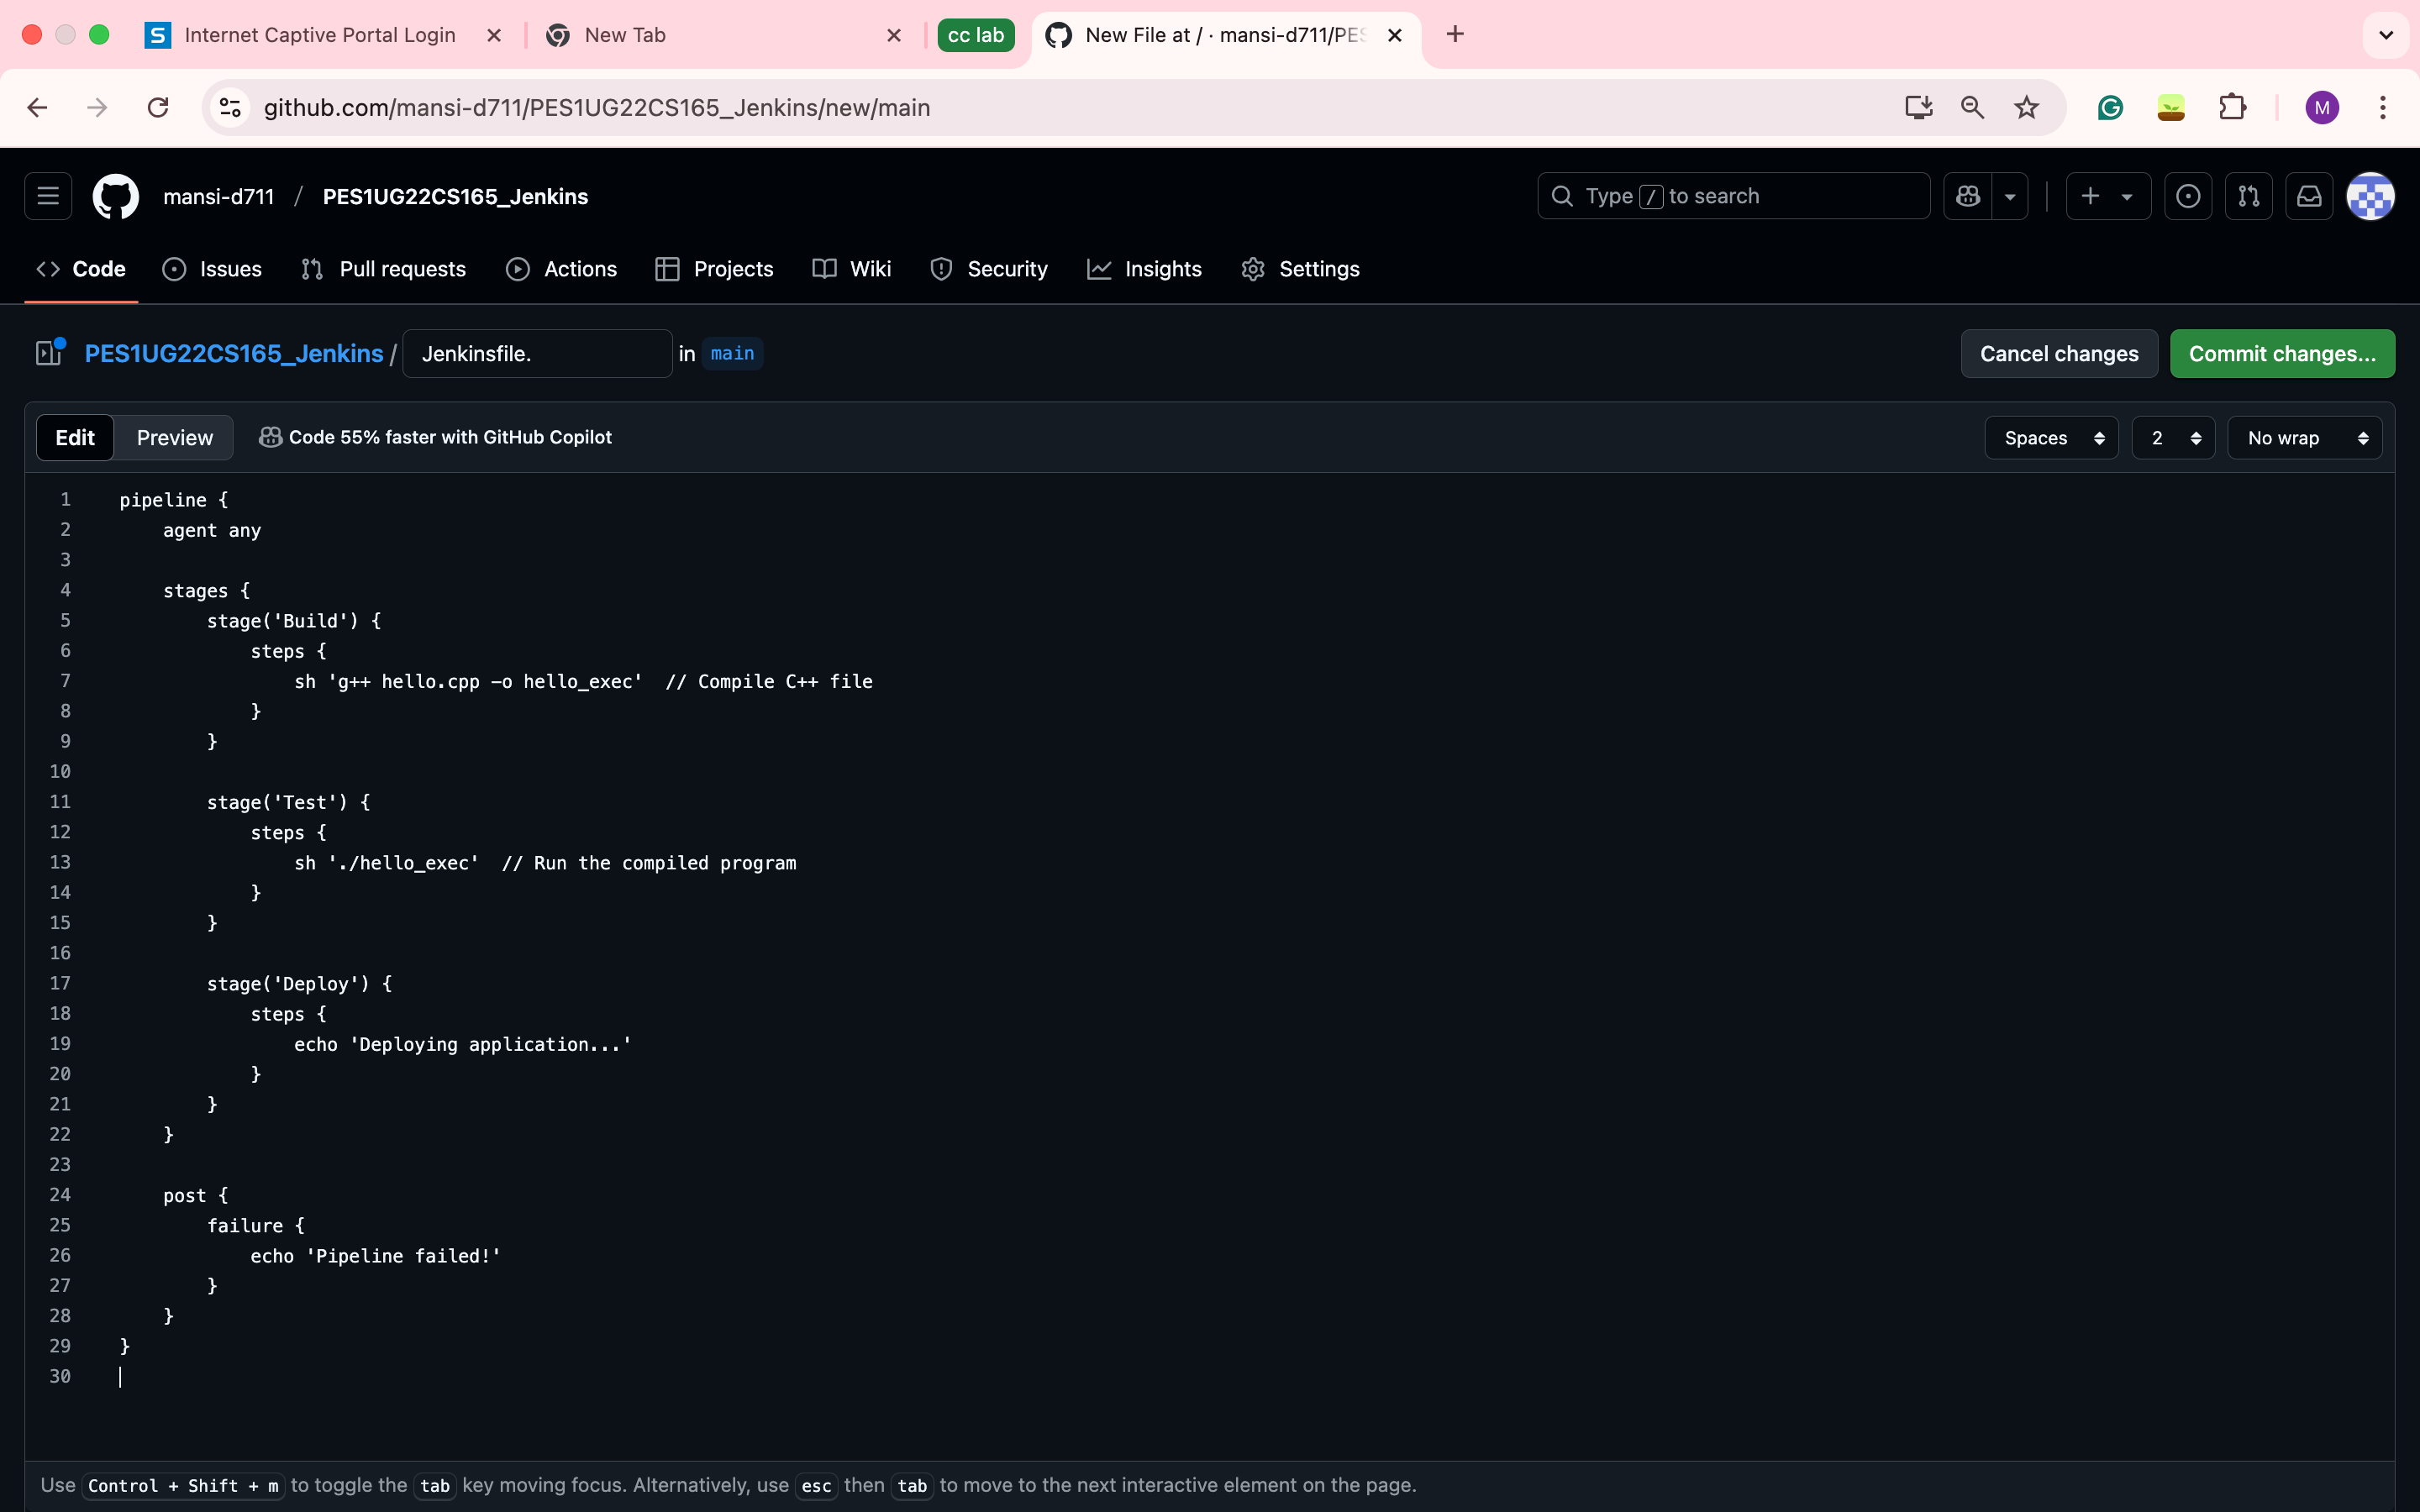 Internet Captive Portal Login
New Tab
cc lab
New File at / · mansi-d711/PES
github.com/mansi-d711/PES1UG22CS165_Jenkins/new/main
M
mansi-d711 / PES1UG22CS165_Jenkins
Type / to search
Code Issues Pull requests Actions Projects Wiki Security Insights Settings
PES1UG22CS165_Jenkins / Jenkinsfile. in main
Cancel changes Commit changes...
Edit Preview Code 55% faster with GitHub Copilot
Spaces 2 No wrap
1 pipeline {
2 agent any
3
4 stages {
5 stage('Build') {
6 steps {
7 sh 'g++ hello.cpp -o hello_exec' // Compile C++ file
8 }
9 }
10
11 stage('Test') {
12 steps {
13 sh './hello_exec' // Run the compiled program
14 }
15 }
16
17 stage('Deploy') {
18 steps {
19 echo 'Deploying application...'
20 }
21 }
22 }
23
24 post {
25 failure {
26 echo 'Pipeline failed!'
27 }
28 }
29 }
30
Use Control + Shift + m to toggle the tab key moving focus. Alternatively, use esc then tab to move to the next interactive element on the page.